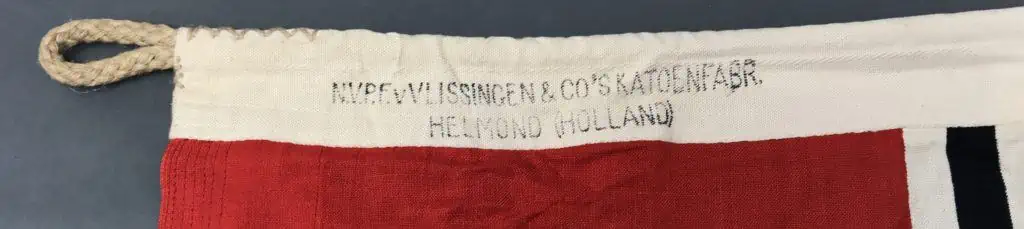 N.V.P.F.v VLISSINGEN & CO'S KATOENFABR.
HELMOND (HOLLAND)